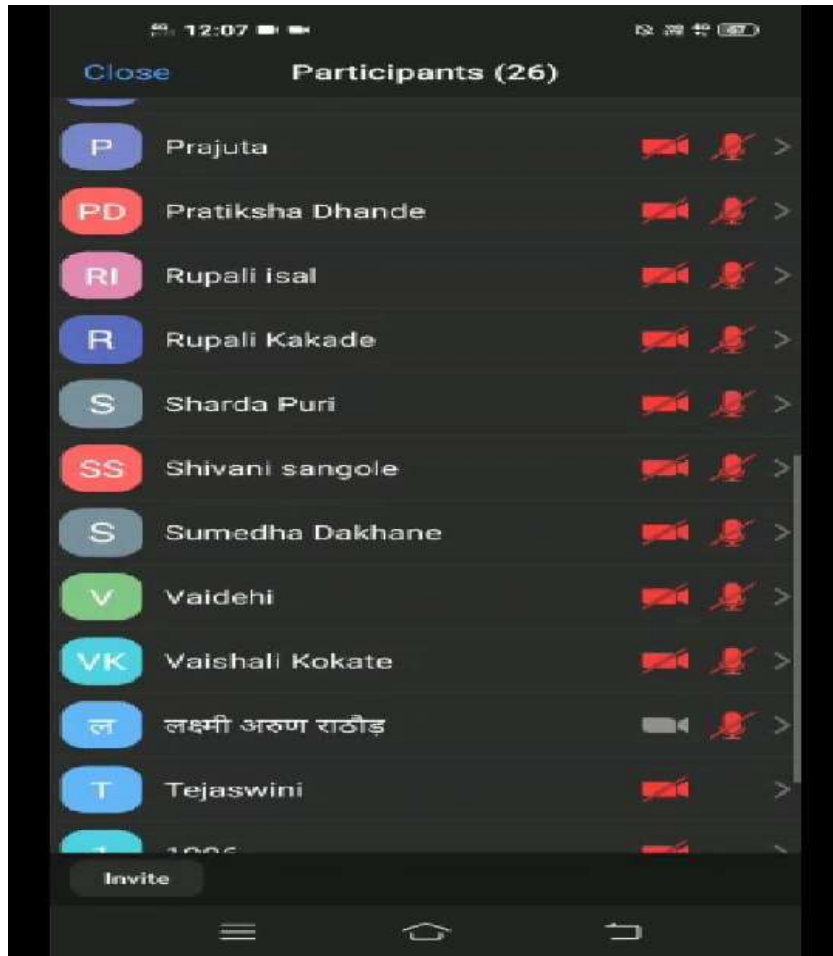 12:07
67
Close Participants (26)
P Prajuta
PD Pratiksha Dhande
RI Rupali isal
R Rupali Kakade
S Sharda Puri
SS Shivani sangole
S Sumedha Dakhane
V Vaidehi
VK Vaishali Kokate
ल लक्ष्मी अरुण राठौड़
T Tejaswini
Invite